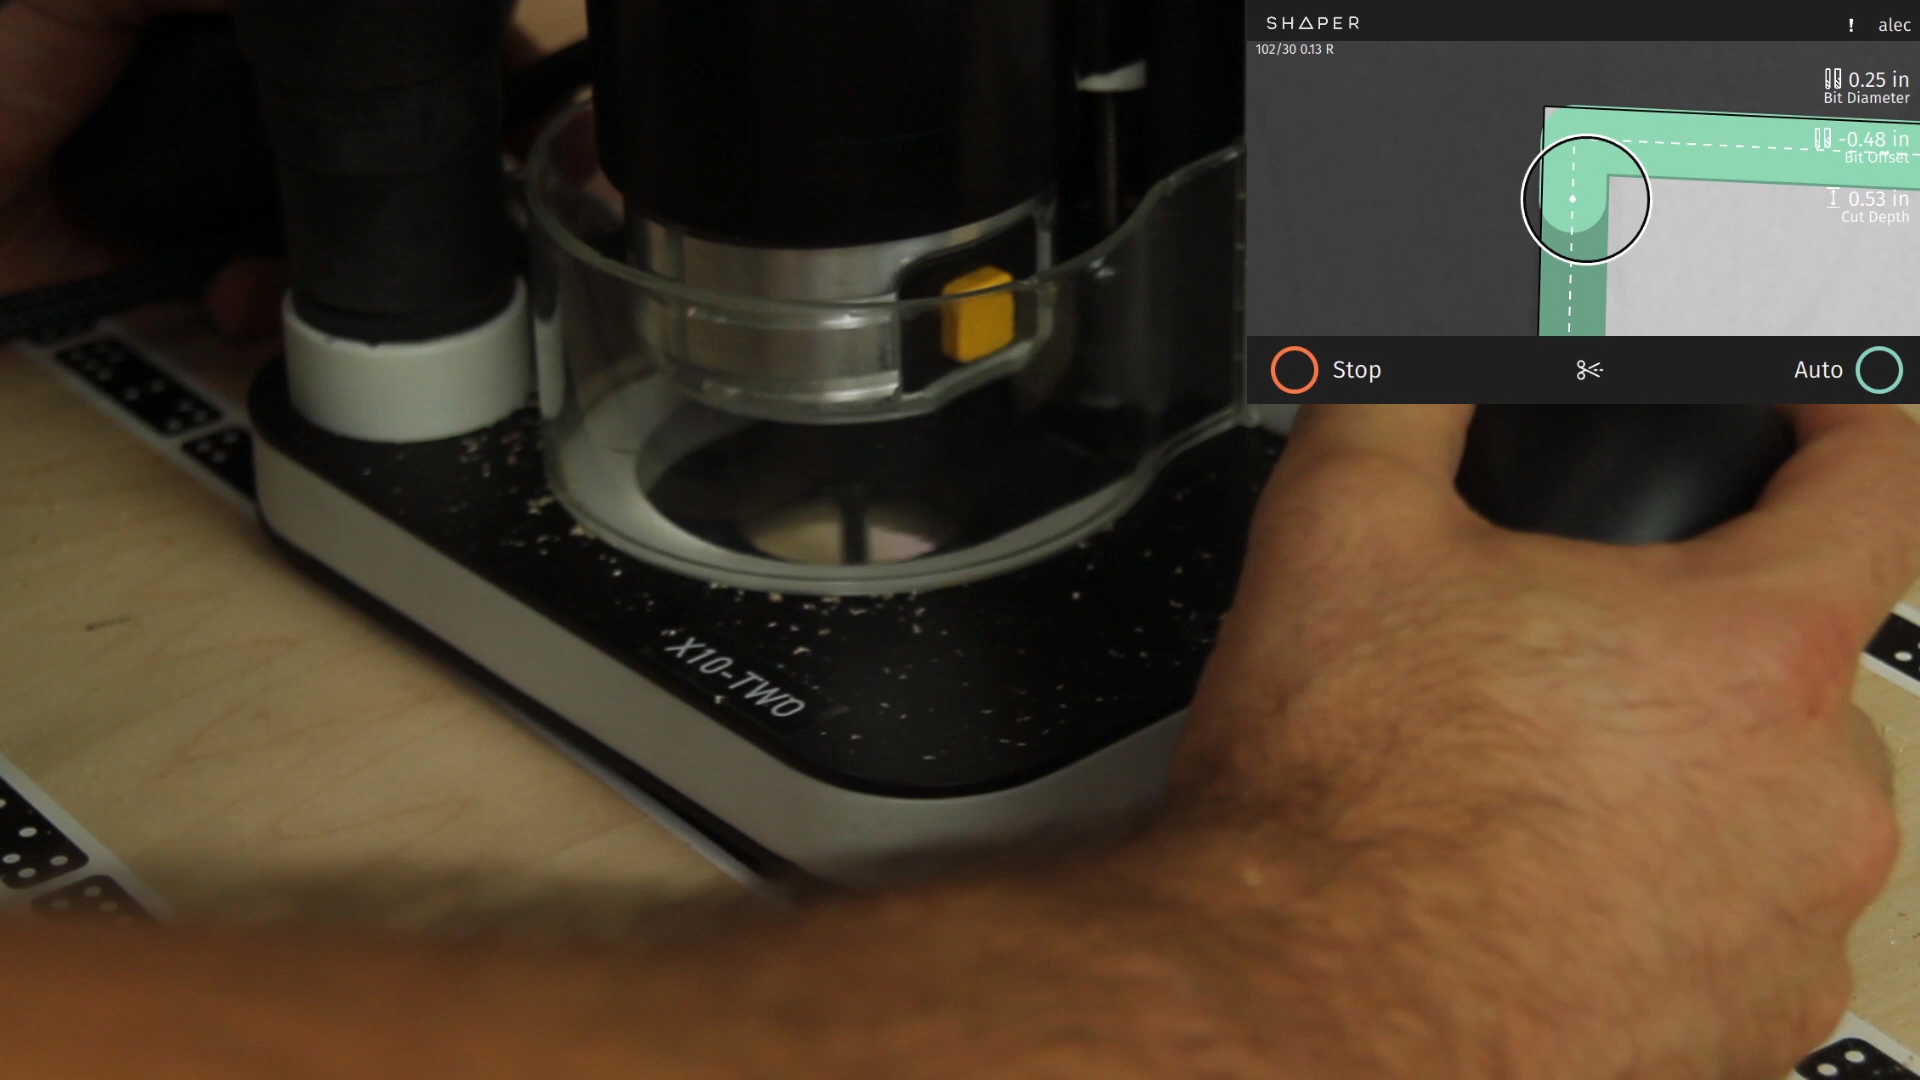 SHAPER
! alec
102/30 0.13 R
0.25 in
Bit Diameter
-0.48 in
Bit Offset
0.53 in
Cut Depth
Stop
Auto
X10-TWO